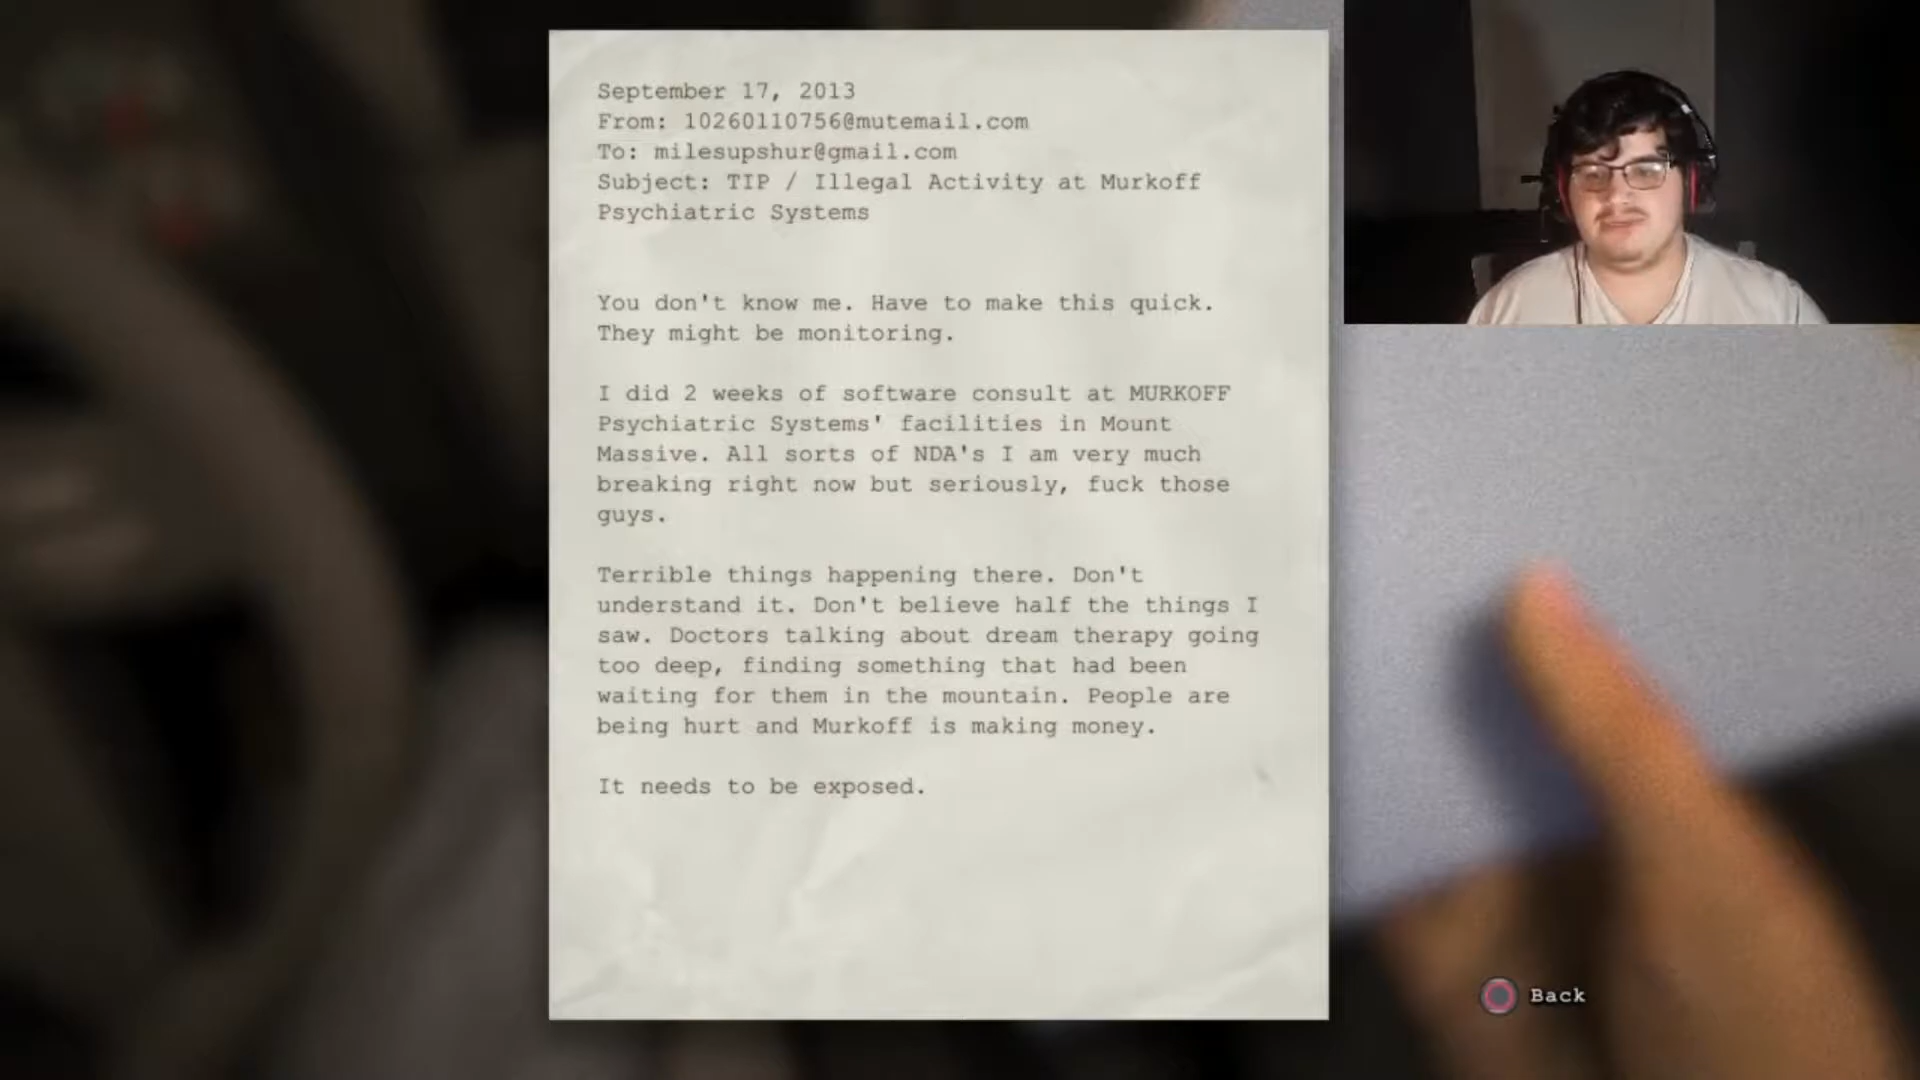 September 17, 2013
From: 10260110756@mutemail.com
To: milesupshur@gmail.com
Subject: TIP / Illegal Activity at Murkoff
Psychiatric Systems
You don't know me. Have to make this quick.
They might be monitoring.
I did 2 weeks of software consult at MURKOFF
Psychiatric Systems' facilities in Mount
Massive. All sorts of NDA's I am very much
breaking right now but seriously, fuck those
guys.
Terrible things happening there. Don't
understand it. Don't believe half the things I
saw. Doctors talking about dream therapy going
too deep, finding something that had been
waiting for them in the mountain. People are
being hurt and Murkoff is making money.
It needs to be exposed.
Back